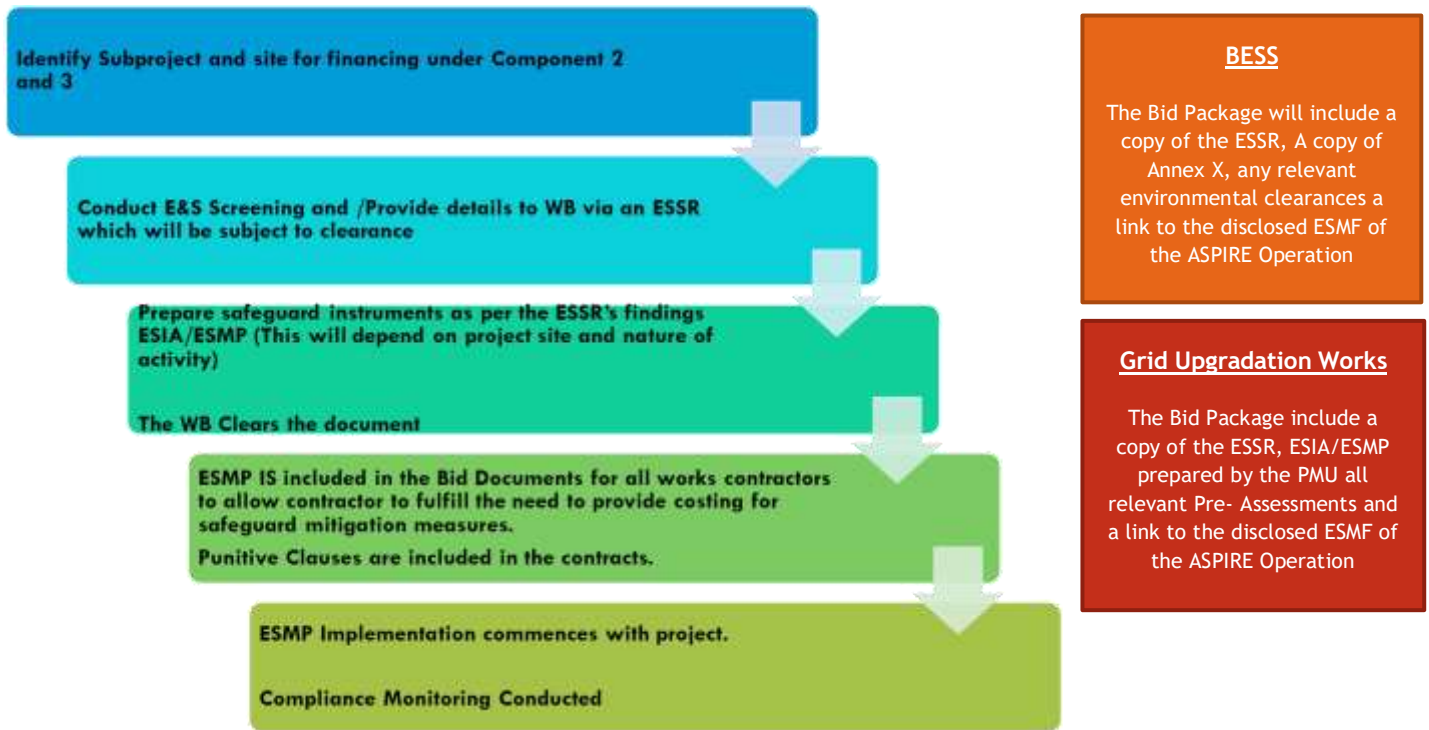 Identify Subproject and site for financing under Component 2
and 3
Conduct E&S Screening and /Provide details to WB via an ESSR
which will be subject to clearance
Prepare safeguard instruments as per the ESSR's findings
ESIA/ESMP (This will depend on project site and nature of
activity)
The WB Clears the document
ESMP IS included in the Bid Documents for all works contractors
to allow contractor to fulfill the need to provide costing for
safeguard mitigation measures.
Punitive Clauses are included in the contracts.
ESMP Implementation commences with project.
Compliance Monitoring Conducted
BESS
The Bid Package will include a
copy of the ESSR, A copy of
Annex X, any relevant
environmental clearances a
link to the disclosed ESMF of
the ASPIRE Operation
Grid Upgradation Works
The Bid Package include a
copy of the ESSR, ESIA/ESMP
prepared by the PMU all
relevant Pre- Assessments and
a link to the disclosed ESMF of
the ASPIRE Operation